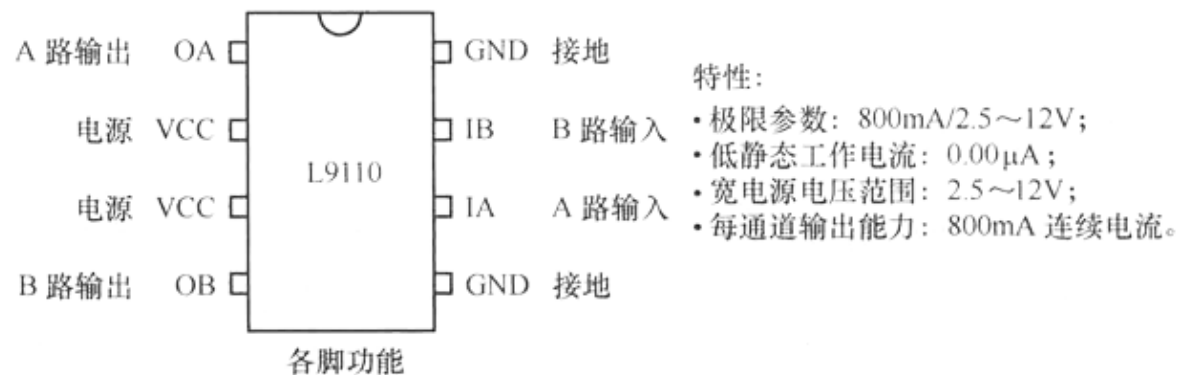 A 路输出 OA GND 接地
电源 VCC IB B 路输入
L9110
电源 VCC IA A 路输入
B 路输出 OB GND 接地
各脚功能
特性：
·极限参数：800mA/2.5～12V；
·低静态工作电流：0.00μA；
·宽电源电压范围：2.5～12V；
·每通道输出能力：800mA 连续电流。